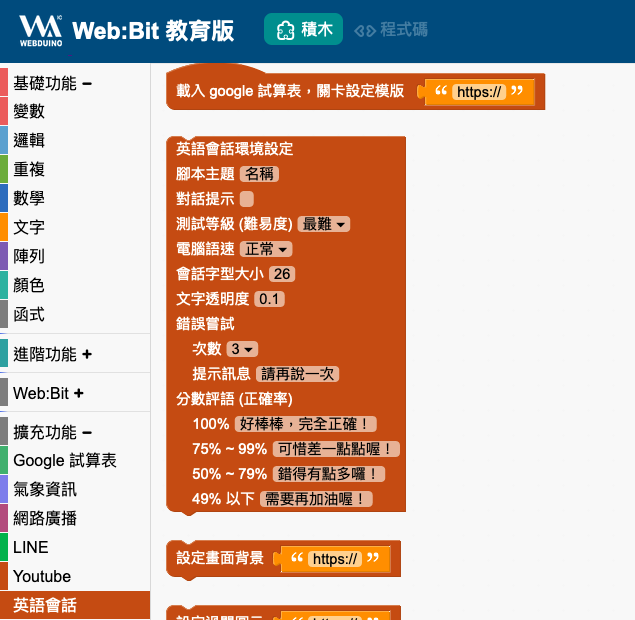 WEBDUINO
Web:Bit 教育版
積木
程式碼
基礎功能
變數
邏輯
重複
數學
文字
陣列
顏色
函式
進階功能 +
Web:Bit +
擴充功能
Google 試算表
氣象資訊
網路廣播
LINE
Youtube
英語會話
載入 google 試算表，關卡設定模版 “ https:// ”
英語會話環境設定
腳本主題 名稱
對話提示
測試等級 (難易度) 最難
電腦語速 正常
會話字型大小 26
文字透明度 0.1
錯誤嘗試
次數 3
提示訊息 請再說一次
分數評語 (正確率)
100% 好棒棒，完全正確！
75% ~ 99% 可惜差一點點喔！
50% ~ 79% 錯得有點多囉！
49% 以下 需要再加油喔！
設定畫面背景 “ https:// ”